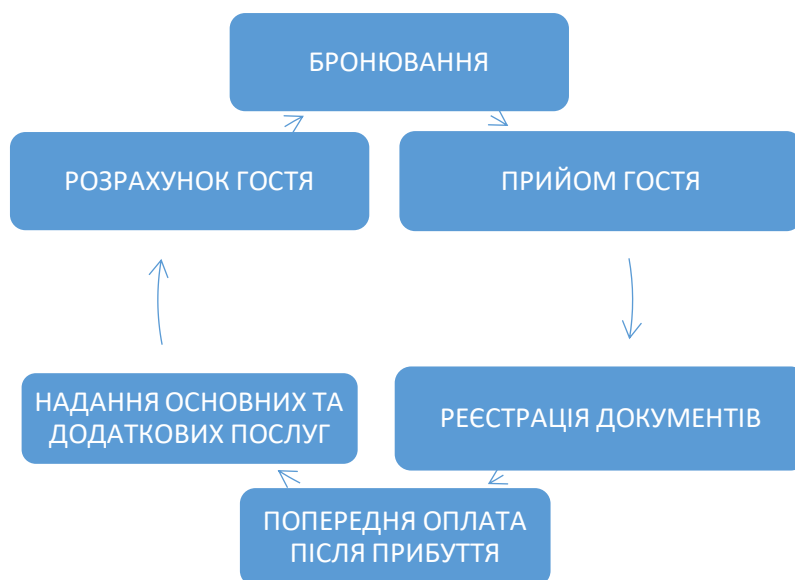 БРОНЮВАННЯ
РОЗРАХУНОК ГОСТЯ
ПРИЙОМ ГОСТЯ
НАДАННЯ ОСНОВНИХ ТА
ДОДАТКОВИХ ПОСЛУГ
РЕЄСТРАЦІЯ ДОКУМЕНТІВ
ПОПЕРЕДНЯ ОПЛАТА
ПІСЛЯ ПРИБУТТЯ